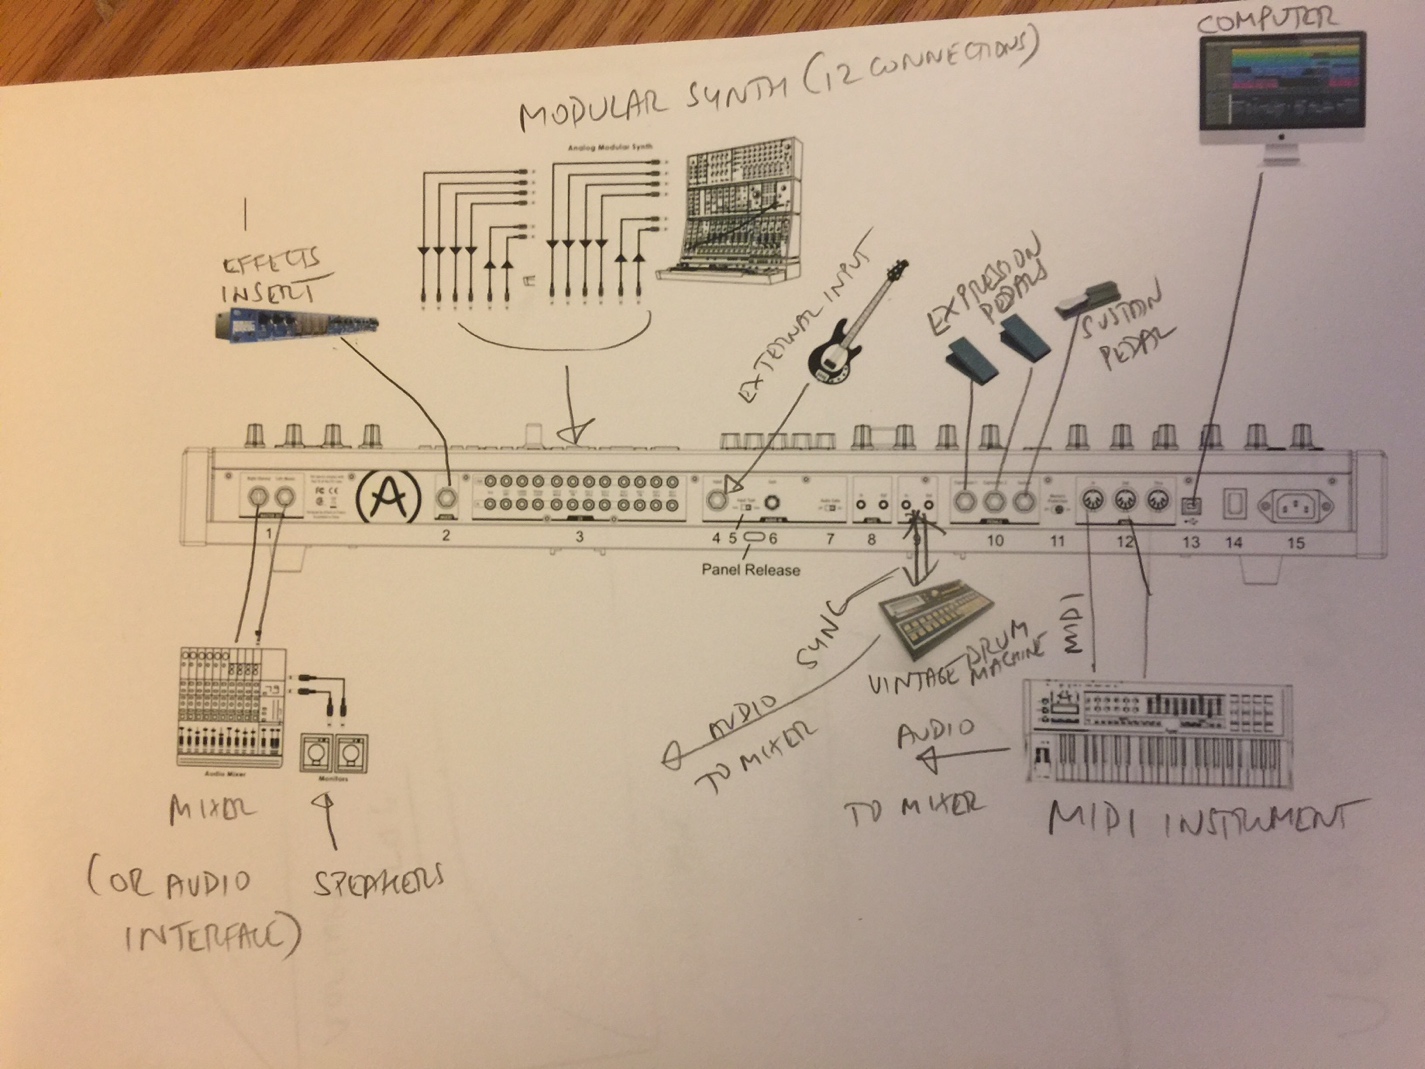 COMPUTER
MODULAR SYNTH (12 CONNECTIONS)
Analog Modular Synth
EFFECTS
INSERT
EXTERNAL INPUT
EXPRESSION
PEDALS
SUSTAIN
PEDAL
1 2 3 4 5 6 7 8 9 10 11 12 13 14 15
Panel Release
SYNC
MIDI
VINTAGE DRUM
MACHINE
AUDIO
TO MIXER
AUDIO
TO MIXER
MIDI INSTRUMENT
Audio Mixer
Monitors
MIXER
(OR AUDIO
INTERFACE)
SPEAKERS